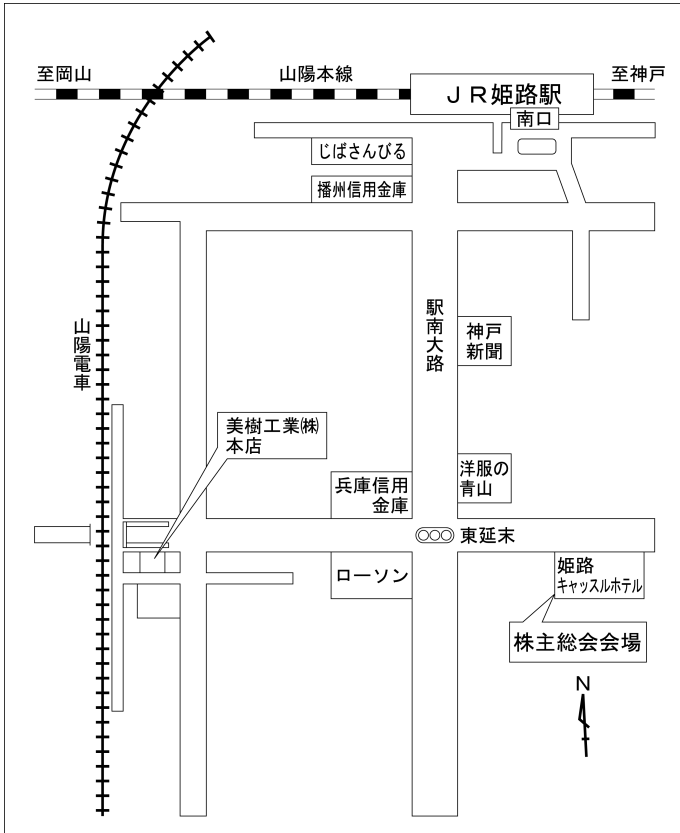 至岡山
山陽本線
JR姫路駅
至神戸
南口
じばさんびる
播州信用金庫
駅南大路
神戸
新聞
山陽電車
美樹工業㈱
本店
兵庫信用
金庫
洋服の
青山
東延末
ローソン
姫路
キャッスルホテル
株主総会会場
N